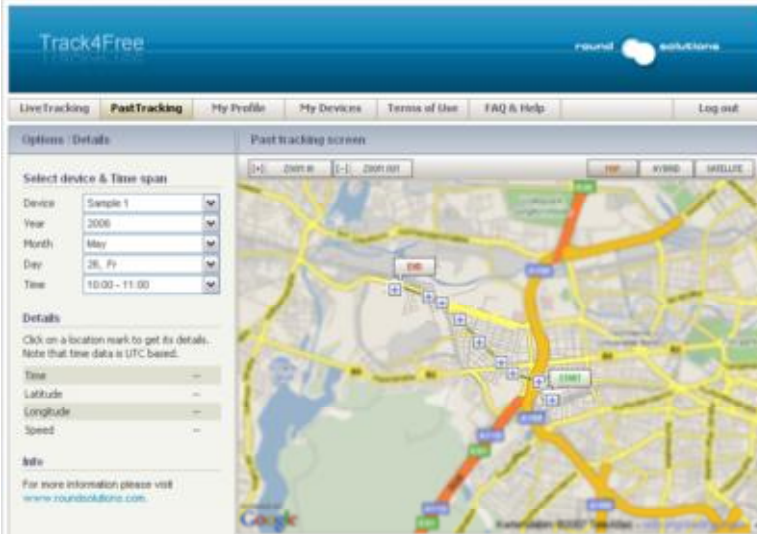 Track4Free
round solutions
LiveTracking PastTracking My Profile My Devices Terms of Use FAQ & Help Log out
Options / Details
Past tracking screen
[+] ZOOM IN [-] ZOOM OUT MAP HYBRID SATELLITE
Select device & Time span
Device Sample 1
Year 2006
Month May
Day 26, Fr
Time 10:00 - 11:00
Details
Click on a location mark to get its details.
Note that time data is UTC based.
Time --
Latitude --
Longitude --
Speed --
Info
For more information please visit
www.roundsolutions.com.
END
START
A100
A100
A115
Google